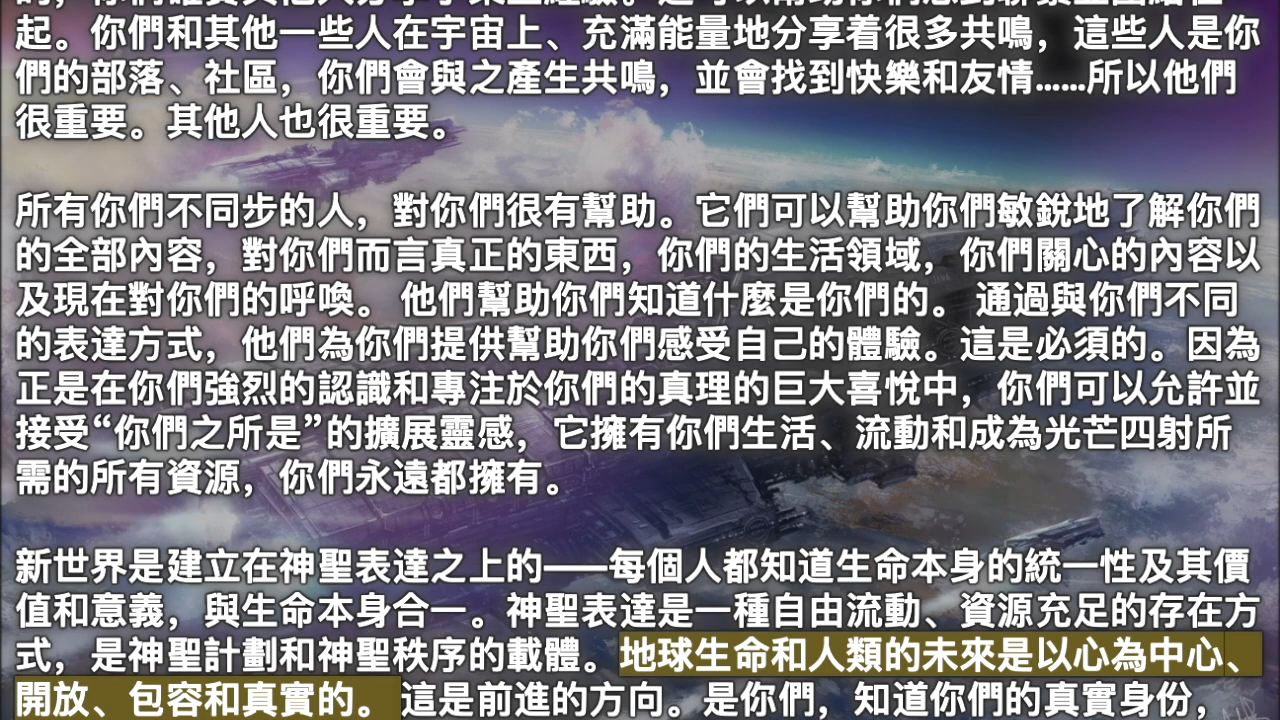 起。你們和其他一些人在宇宙上、充滿能量地分享着很多共鳴，這些人是你
們的部落、社區，你們會與之產生共鳴，並會找到快樂和友情……所以他們
很重要。其他人也很重要。
所有你們不同步的人，對你們很有幫助。它們可以幫助你們敏銳地了解你們
的全部內容，對你們而言真正的東西，你們的生活領域，你們關心的內容以
及現在對你們的呼喚。 他們幫助你們知道什麼是你們的。 通過與你們不同
的表達方式，他們為你們提供幫助你們感受自己的體驗。這是必須的。因為
正是在你們強烈的認識和專注於你們的真理的巨大喜悅中，你們可以允許並
接受“你們之所是”的擴展靈感，它擁有你們生活、流動和成為光芒四射所
需的所有資源，你們永遠都擁有。
新世界是建立在神聖表達之上的——每個人都知道生命本身的統一性及其價
值和意義，與生命本身合一。神聖表達是一種自由流動、資源充足的存在方
式，是神聖計劃和神聖秩序的載體。地球生命和人類的未來是以心為中心、
開放、包容和真實的。這是前進的方向。是你們，知道你們的真實身份，